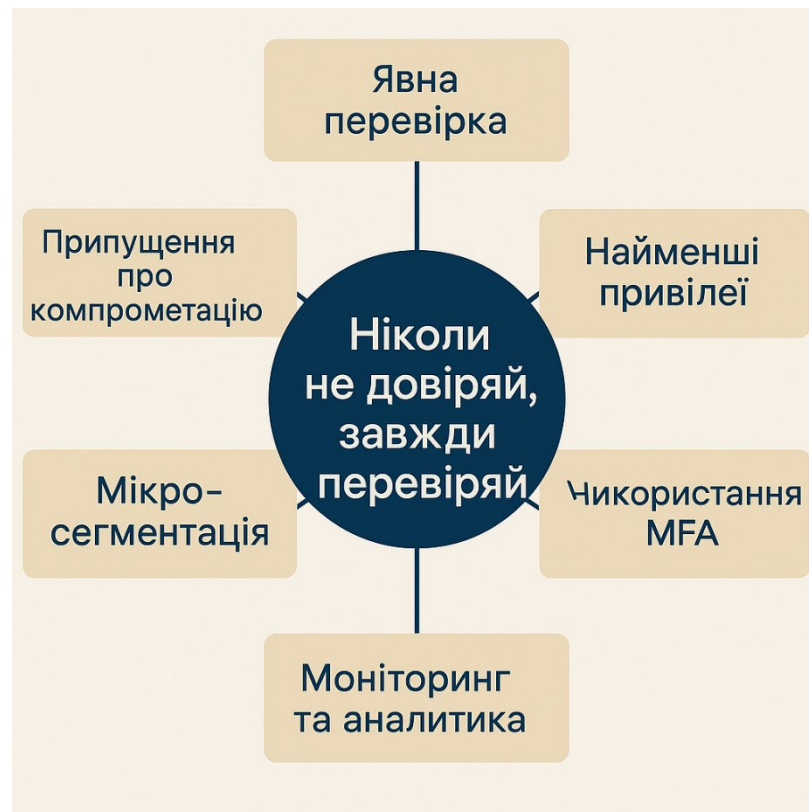 Явна
перевірка
Припущення
про
компрометацію
Найменші
привілеї
Ніколи
не довіряй,
завжди
перевіряй
Мікро-
сегментація
Чикористання
MFA
Моніторинг
та аналитика